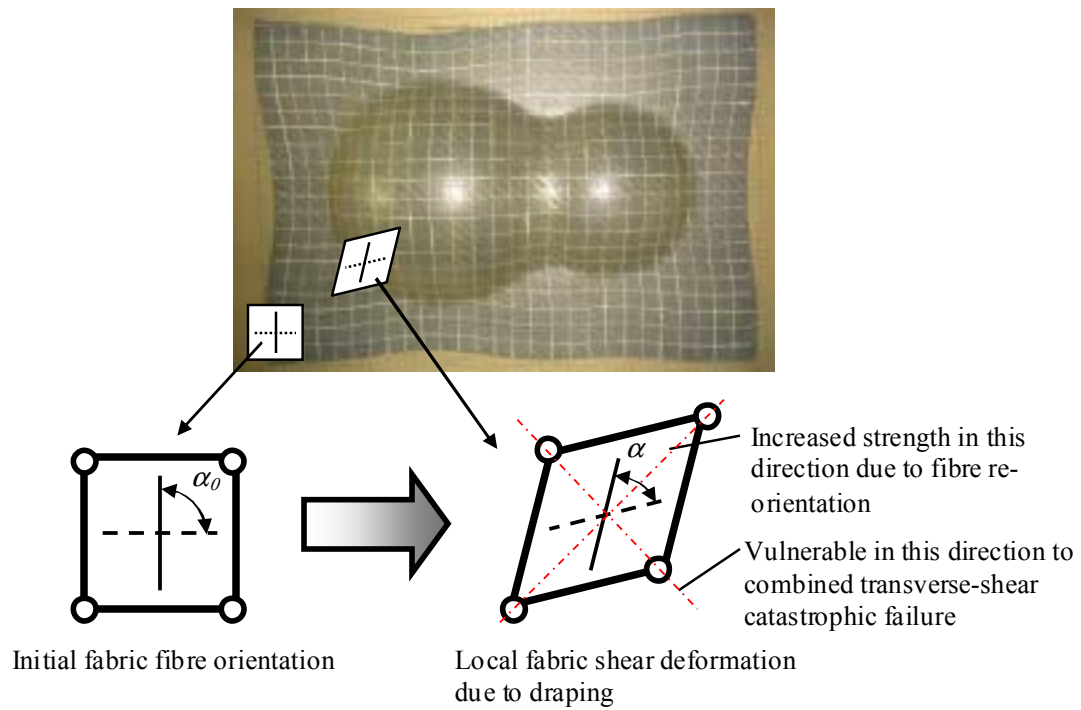 α₀
α
Increased strength in this
direction due to fibre re-
orientation
Vulnerable in this direction to
combined transverse-shear
catastrophic failure
Initial fabric fibre orientation
Local fabric shear deformation
due to draping